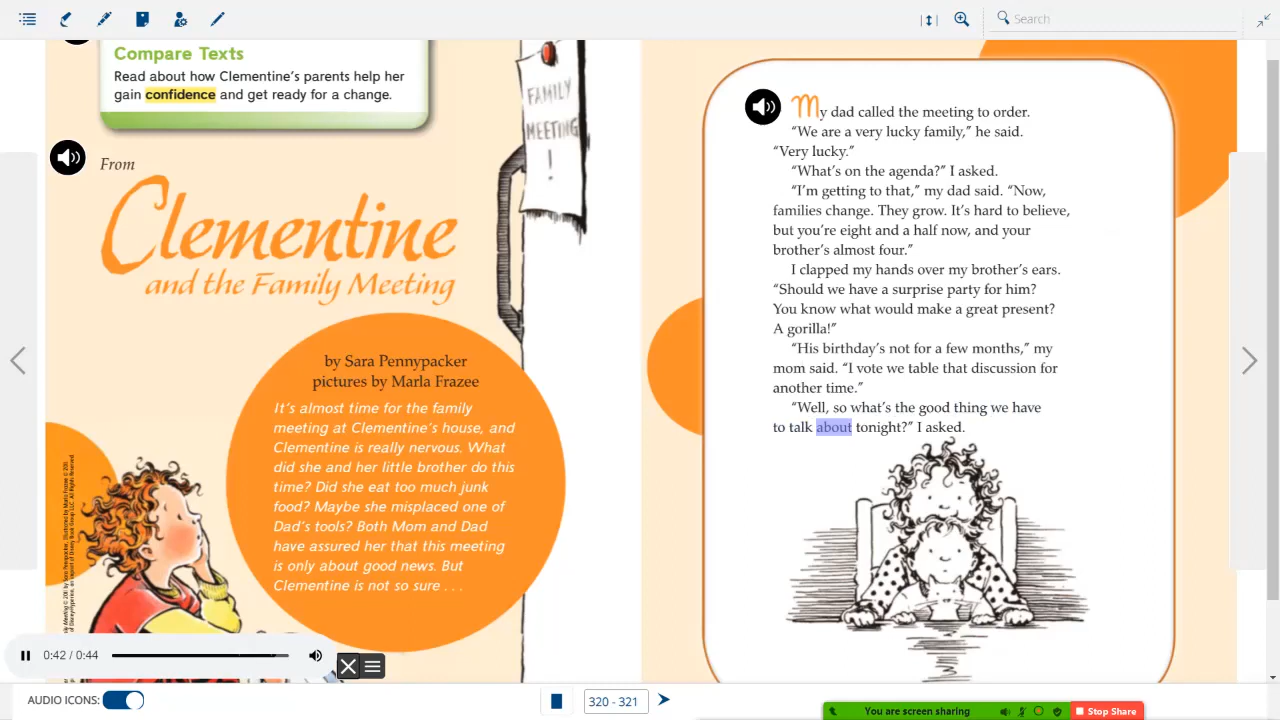 Search
Compare Texts
Read about how Clementine's parents help her
gain confidence and get ready for a change.
From
Clementine
and the Family Meeting
by Sara Pennypacker
pictures by Marla Frazee
It's almost time for the family
meeting at Clementine's house, and
Clementine is really nervous. What
did she and her little brother do this
time? Did she eat too much junk
food? Maybe she misplaced one of
Dad's tools? Both Mom and Dad
have assured her that this meeting
is only about good news. But
Clementine is not so sure . . .
FAMILY
MEETING
!
My dad called the meeting to order.
“We are a very lucky family,” he said.
“Very lucky.”
“What's on the agenda?” I asked.
“I'm getting to that,” my dad said. “Now,
families change. They grow. It's hard to believe,
but you're eight and a half now, and your
brother's almost four.”
I clapped my hands over my brother's ears.
“Should we have a surprise party for him?
You know what would make a great present?
A gorilla!”
“His birthday's not for a few months,” my
mom said. “I vote we table that discussion for
another time.”
“Well, so what's the good thing we have
to talk about tonight?” I asked.
0:42 / 0:44
AUDIO ICONS:
320 - 321
You are screen sharing
Stop Share